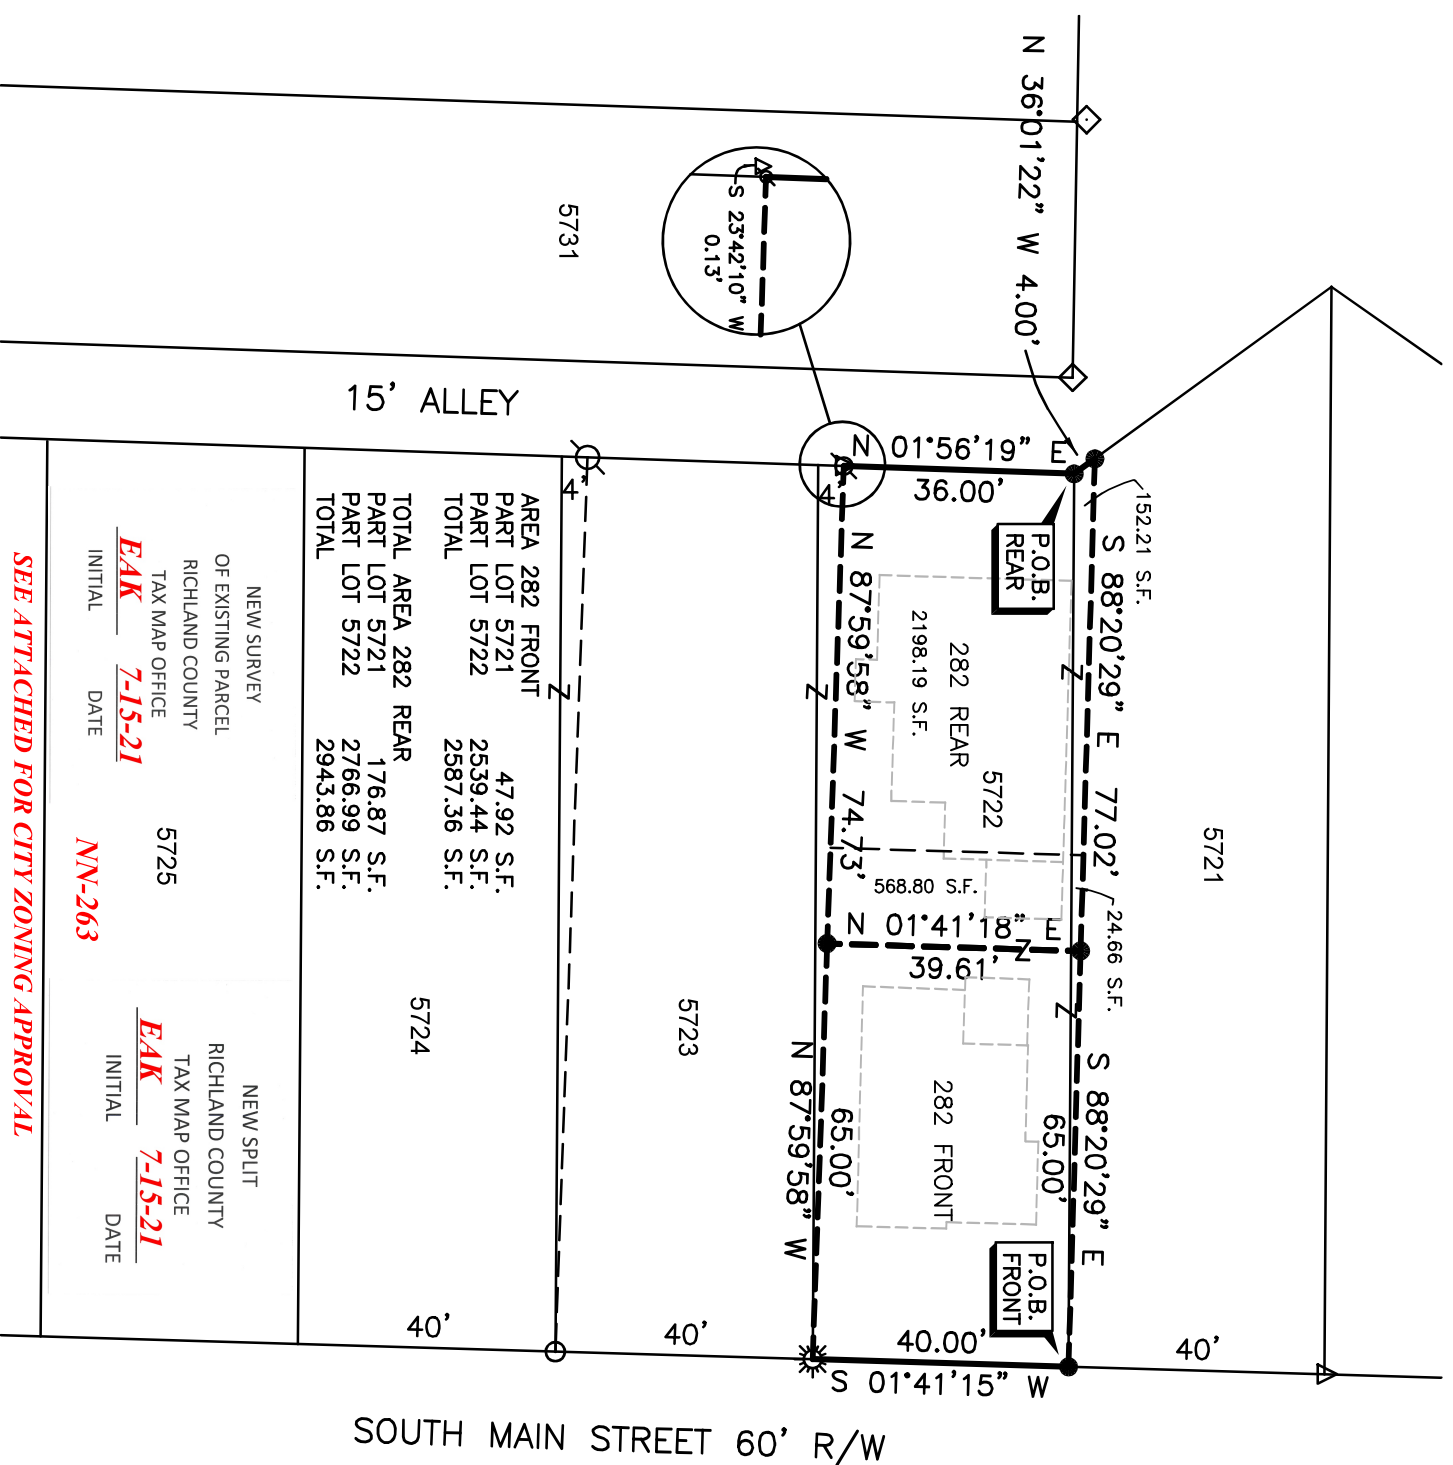 N 36°01'22" W 4.00'
5731
S 23°42'10" W
0.13'
15' ALLEY
N 01°56'19" E
36.00'
4'
4'
P.O.B.
REAR
152.21 S.F.
S 88°20'29" E 77.02'
N 87°59'58" W 74.73'
282 REAR
2198.19 S.F.
5722
5721
568.80 S.F.
24.66 S.F.
N 01°41'18" E
39.61'
Z
Z
Z
Z
Z
S 88°20'29" E
65.00'
282 FRONT
65.00'
N 87°59'58" W
P.O.B.
FRONT
40.00'
S 01°41'15" W
40'
40'
40'
5723
5724
5725
SOUTH MAIN STREET 60' R/W
AREA 282 FRONT
PART LOT 5721 47.92 S.F.
PART LOT 5722 2539.44 S.F.
TOTAL 2587.36 S.F.
TOTAL AREA 282 REAR
PART LOT 5721 176.87 S.F.
PART LOT 5722 2766.99 S.F.
TOTAL 2943.86 S.F.
NEW SURVEY
OF EXISTING PARCEL
RICHLAND COUNTY
TAX MAP OFFICE
EAK 7-15-21
INITIAL DATE
NN-263
NEW SPLIT
RICHLAND COUNTY
TAX MAP OFFICE
EAK 7-15-21
INITIAL DATE
SEE ATTACHED FOR CITY ZONING APPROVAL